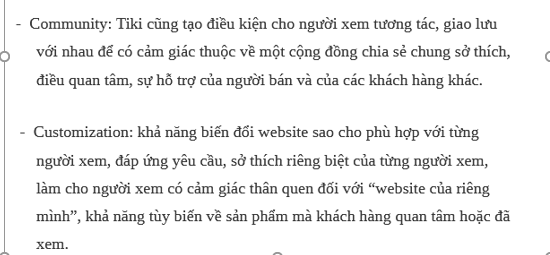 - Community: Tiki cũng tạo điều kiện cho người xem tương tác, giao lưu
với nhau để có cảm giác thuộc về một cộng đồng chia sẻ chung sở thích,
điều quan tâm, sự hỗ trợ của người bán và của các khách hàng khác.
- Customization: khả năng biến đổi website sao cho phù hợp với từng
người xem, đáp ứng yêu cầu, sở thích riêng biệt của từng người xem,
làm cho người xem có cảm giác thân quen đối với “website của riêng
mình”, khả năng tùy biến về sản phẩm mà khách hàng quan tâm hoặc đã
xem.